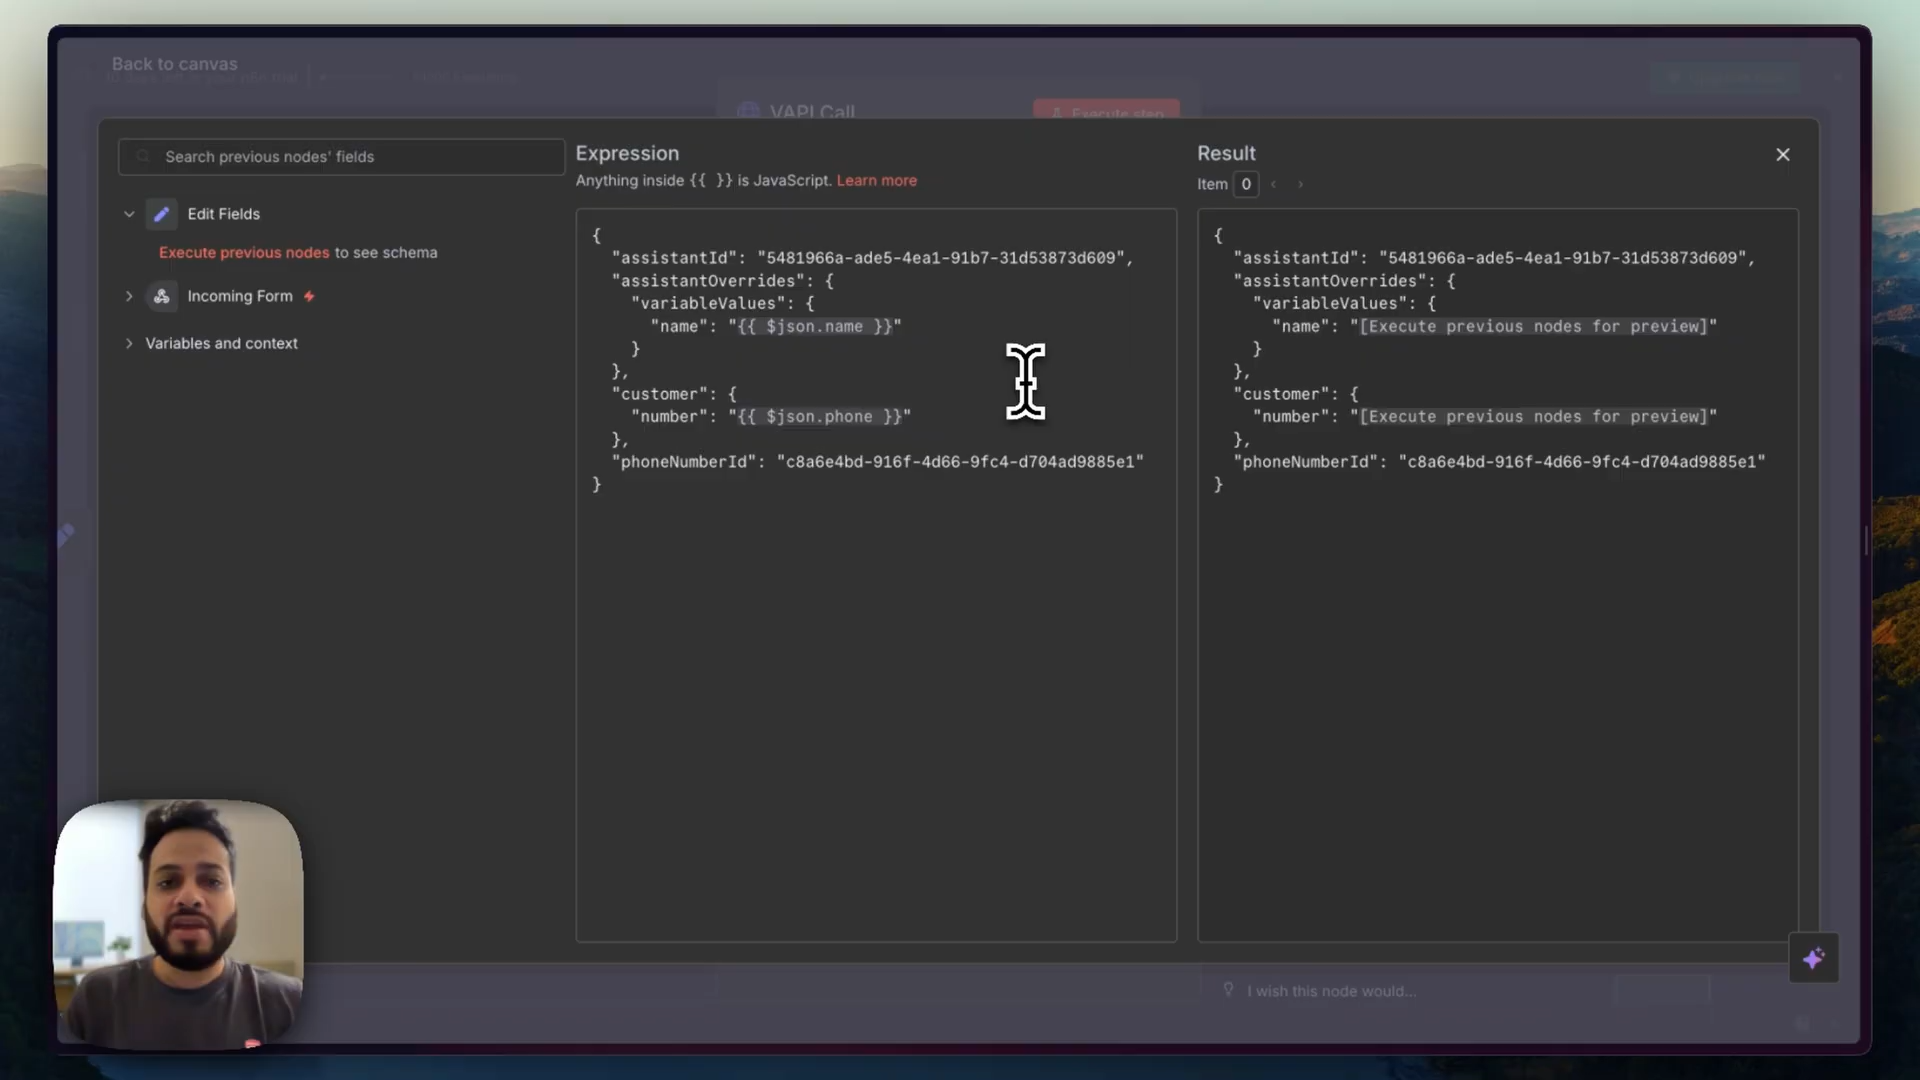 Back to canvas
VAPI Call
Execute step
Search previous nodes' fields
Edit Fields
Execute previous nodes to see schema
Incoming Form
Variables and context
Expression
Anything inside {{ }} is JavaScript. Learn more
{
"assistantId": "5481966a-ade5-4ea1-91b7-31d53873d609",
"assistantOverrides": {
"variableValues": {
"name": "{{ $json.name }}"
}
},
"customer": {
"number": "{{ $json.phone }}"
},
"phoneNumberId": "c8a6e4bd-916f-4d66-9fc4-d704ad9885e1"
}
Result
Item 0
{
"assistantId": "5481966a-ade5-4ea1-91b7-31d53873d609",
"assistantOverrides": {
"variableValues": {
"name": "[Execute previous nodes for preview]"
}
},
"customer": {
"number": "[Execute previous nodes for preview]"
},
"phoneNumberId": "c8a6e4bd-916f-4d66-9fc4-d704ad9885e1"
}
I wish this node would...